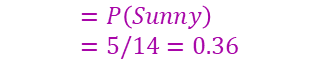 = P(Sunny)
= 5/14 = 0.36